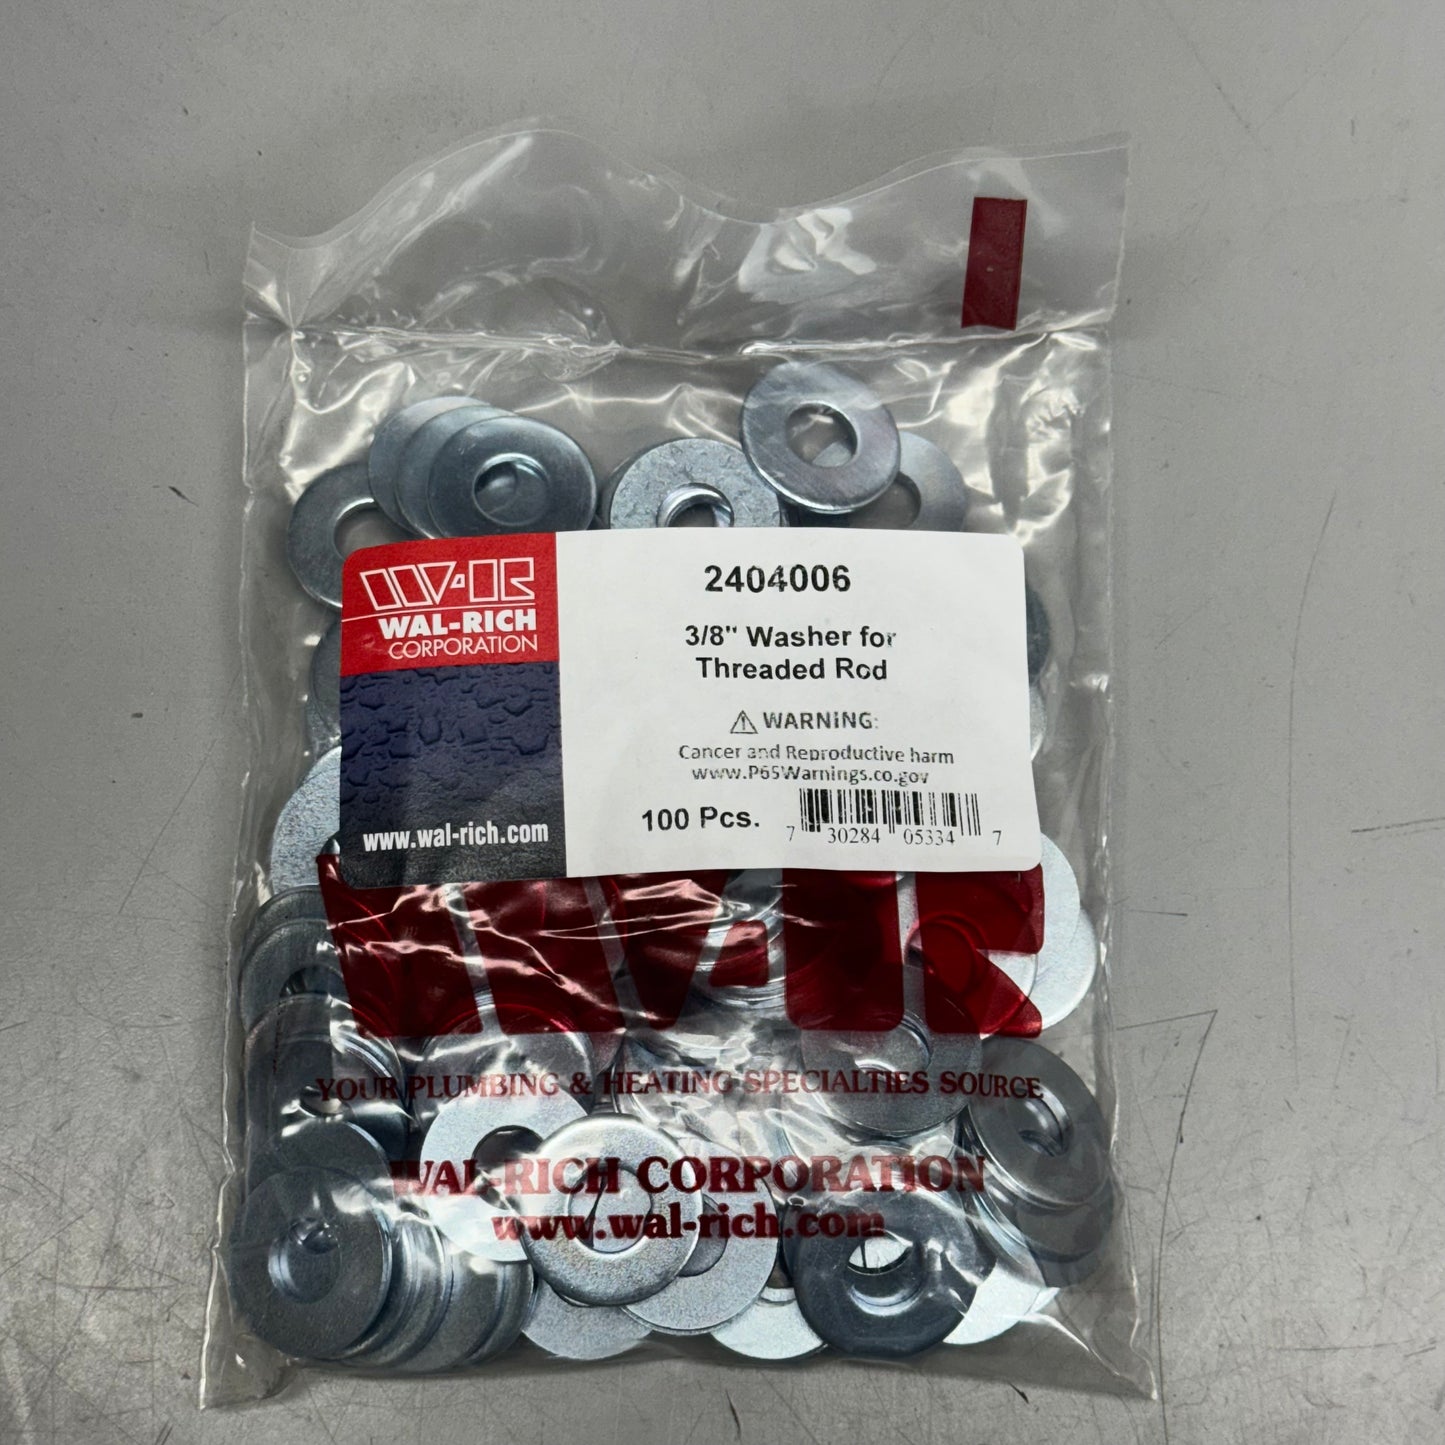 W-R
WAL-RICH
CORPORATION
www.wal-rich.com
2404006
3/8" Washer for
Threaded Rod
⚠ WARNING:
Cancer and Reproductive harm
www.P65Warnings.co.gov
100 Pcs.
7 30284 05334 7
W-R
YOUR PLUMBING & HEATING SPECIALTIES SOURCE
WAL-RICH CORPORATION
www.wal-rich.com